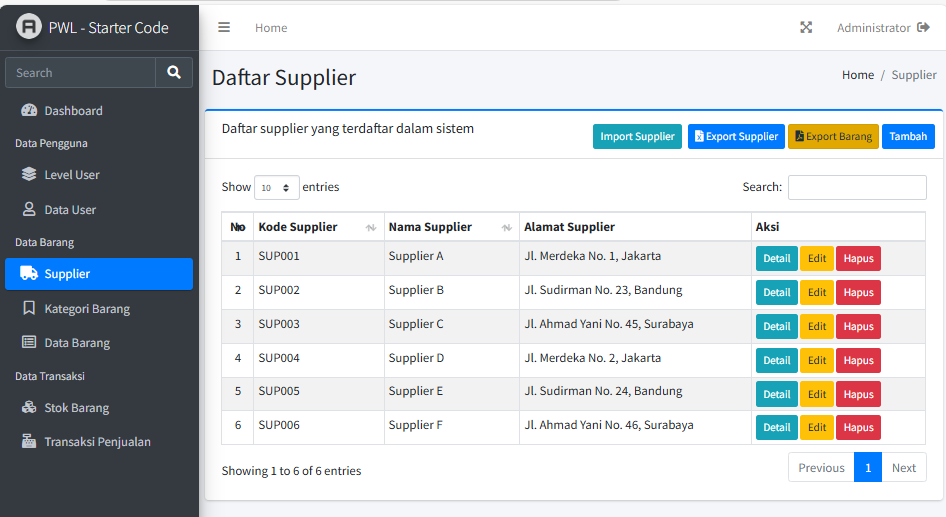 PWL - Starter Code
Home
Administrator
Search
Daftar Supplier
Home / Supplier
Dashboard
Data Pengguna
Level User
Data User
Data Barang
Supplier
Kategori Barang
Data Barang
Data Transaksi
Stok Barang
Transaksi Penjualan
Daftar supplier yang terdaftar dalam sistem
Import Supplier Export Supplier Export Barang Tambah
Show 10 entries
Search:
No Kode Supplier Nama Supplier Alamat Supplier Aksi
1 SUP001 Supplier A Jl. Merdeka No. 1, Jakarta Detail Edit Hapus
2 SUP002 Supplier B Jl. Sudirman No. 23, Bandung Detail Edit Hapus
3 SUP003 Supplier C Jl. Ahmad Yani No. 45, Surabaya Detail Edit Hapus
4 SUP004 Supplier D Jl. Merdeka No. 2, Jakarta Detail Edit Hapus
5 SUP005 Supplier E Jl. Sudirman No. 24, Bandung Detail Edit Hapus
6 SUP006 Supplier F Jl. Ahmad Yani No. 46, Surabaya Detail Edit Hapus
Showing 1 to 6 of 6 entries
Previous 1 Next